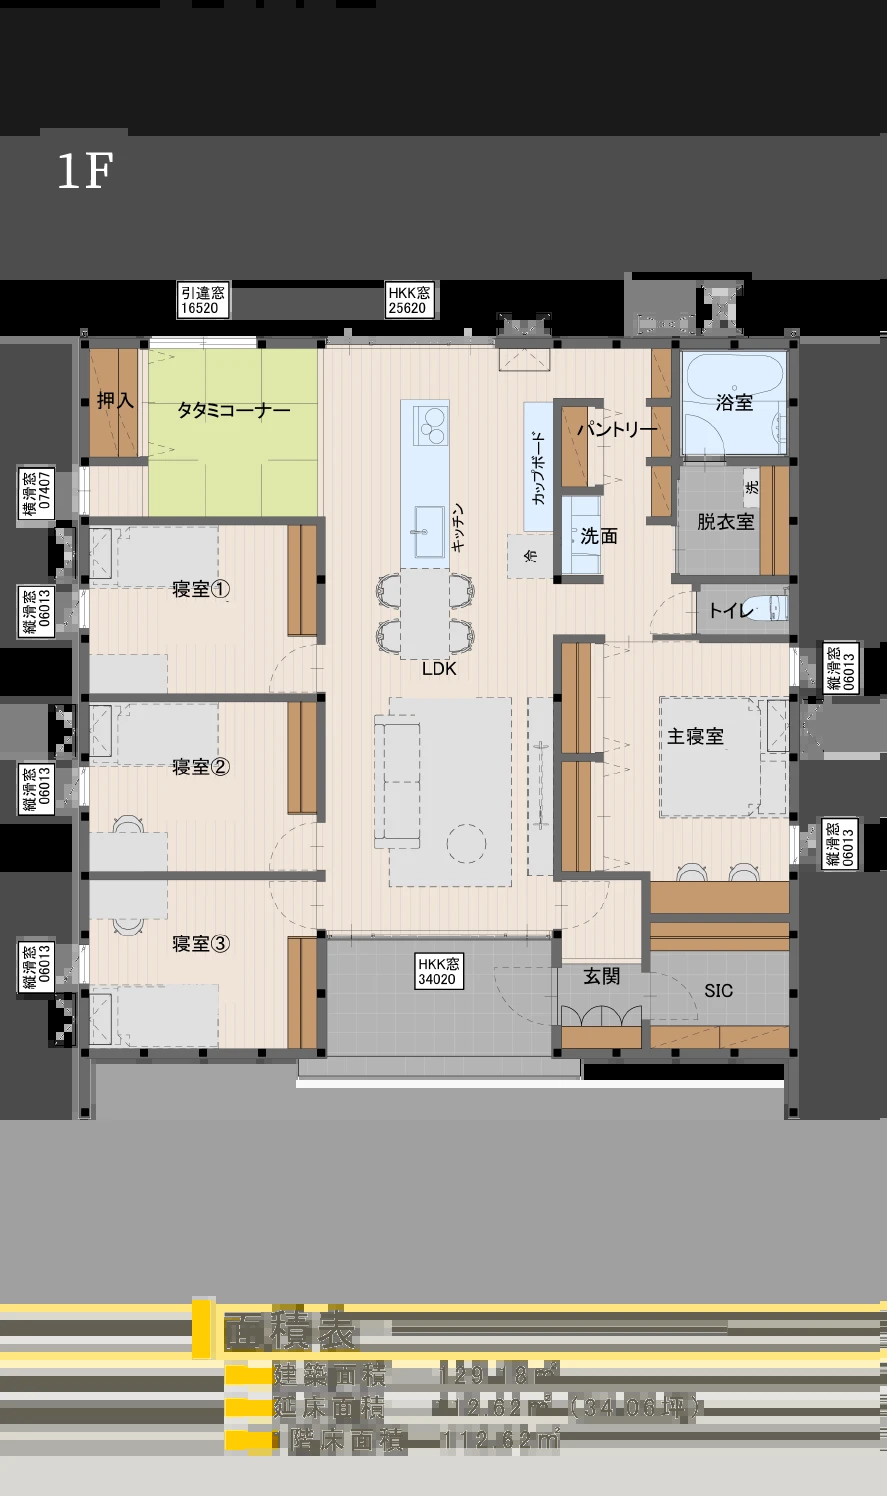 1F
引違窓
16520
HKK窓
25620
押入
タタミコーナー
浴室
パントリー
カップボード
横滑窓
07407
キッチン
洗
脱衣室
洗面
冷
寝室①
縦滑窓
06013
トイレ
LDK
縦滑窓
06013
主寝室
寝室②
縦滑窓
06013
縦滑窓
06013
寝室③
縦滑窓
06013
HKK窓
34020
玄関
SIC
面積表
建築面積 129.18㎡
延床面積 112.62㎡ (34.06坪)
1階床面積 112.62㎡